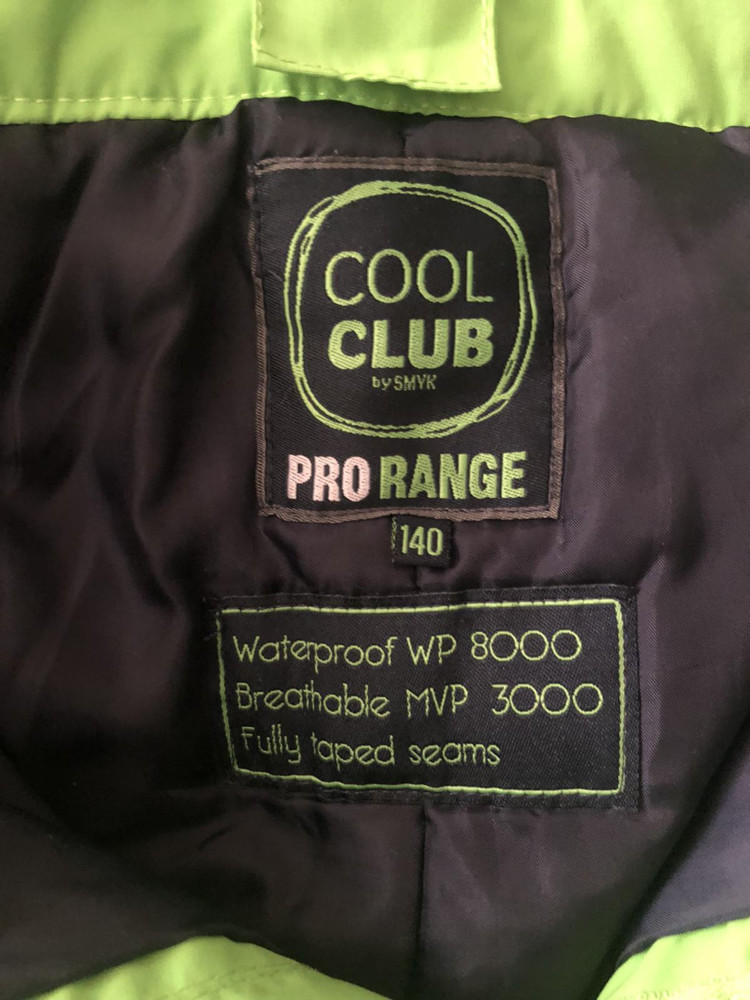 COOL
CLUB
by SMYK
PRO RANGE
140
Waterproof WP 8000
Breathable MVP 3000
Fully taped seams